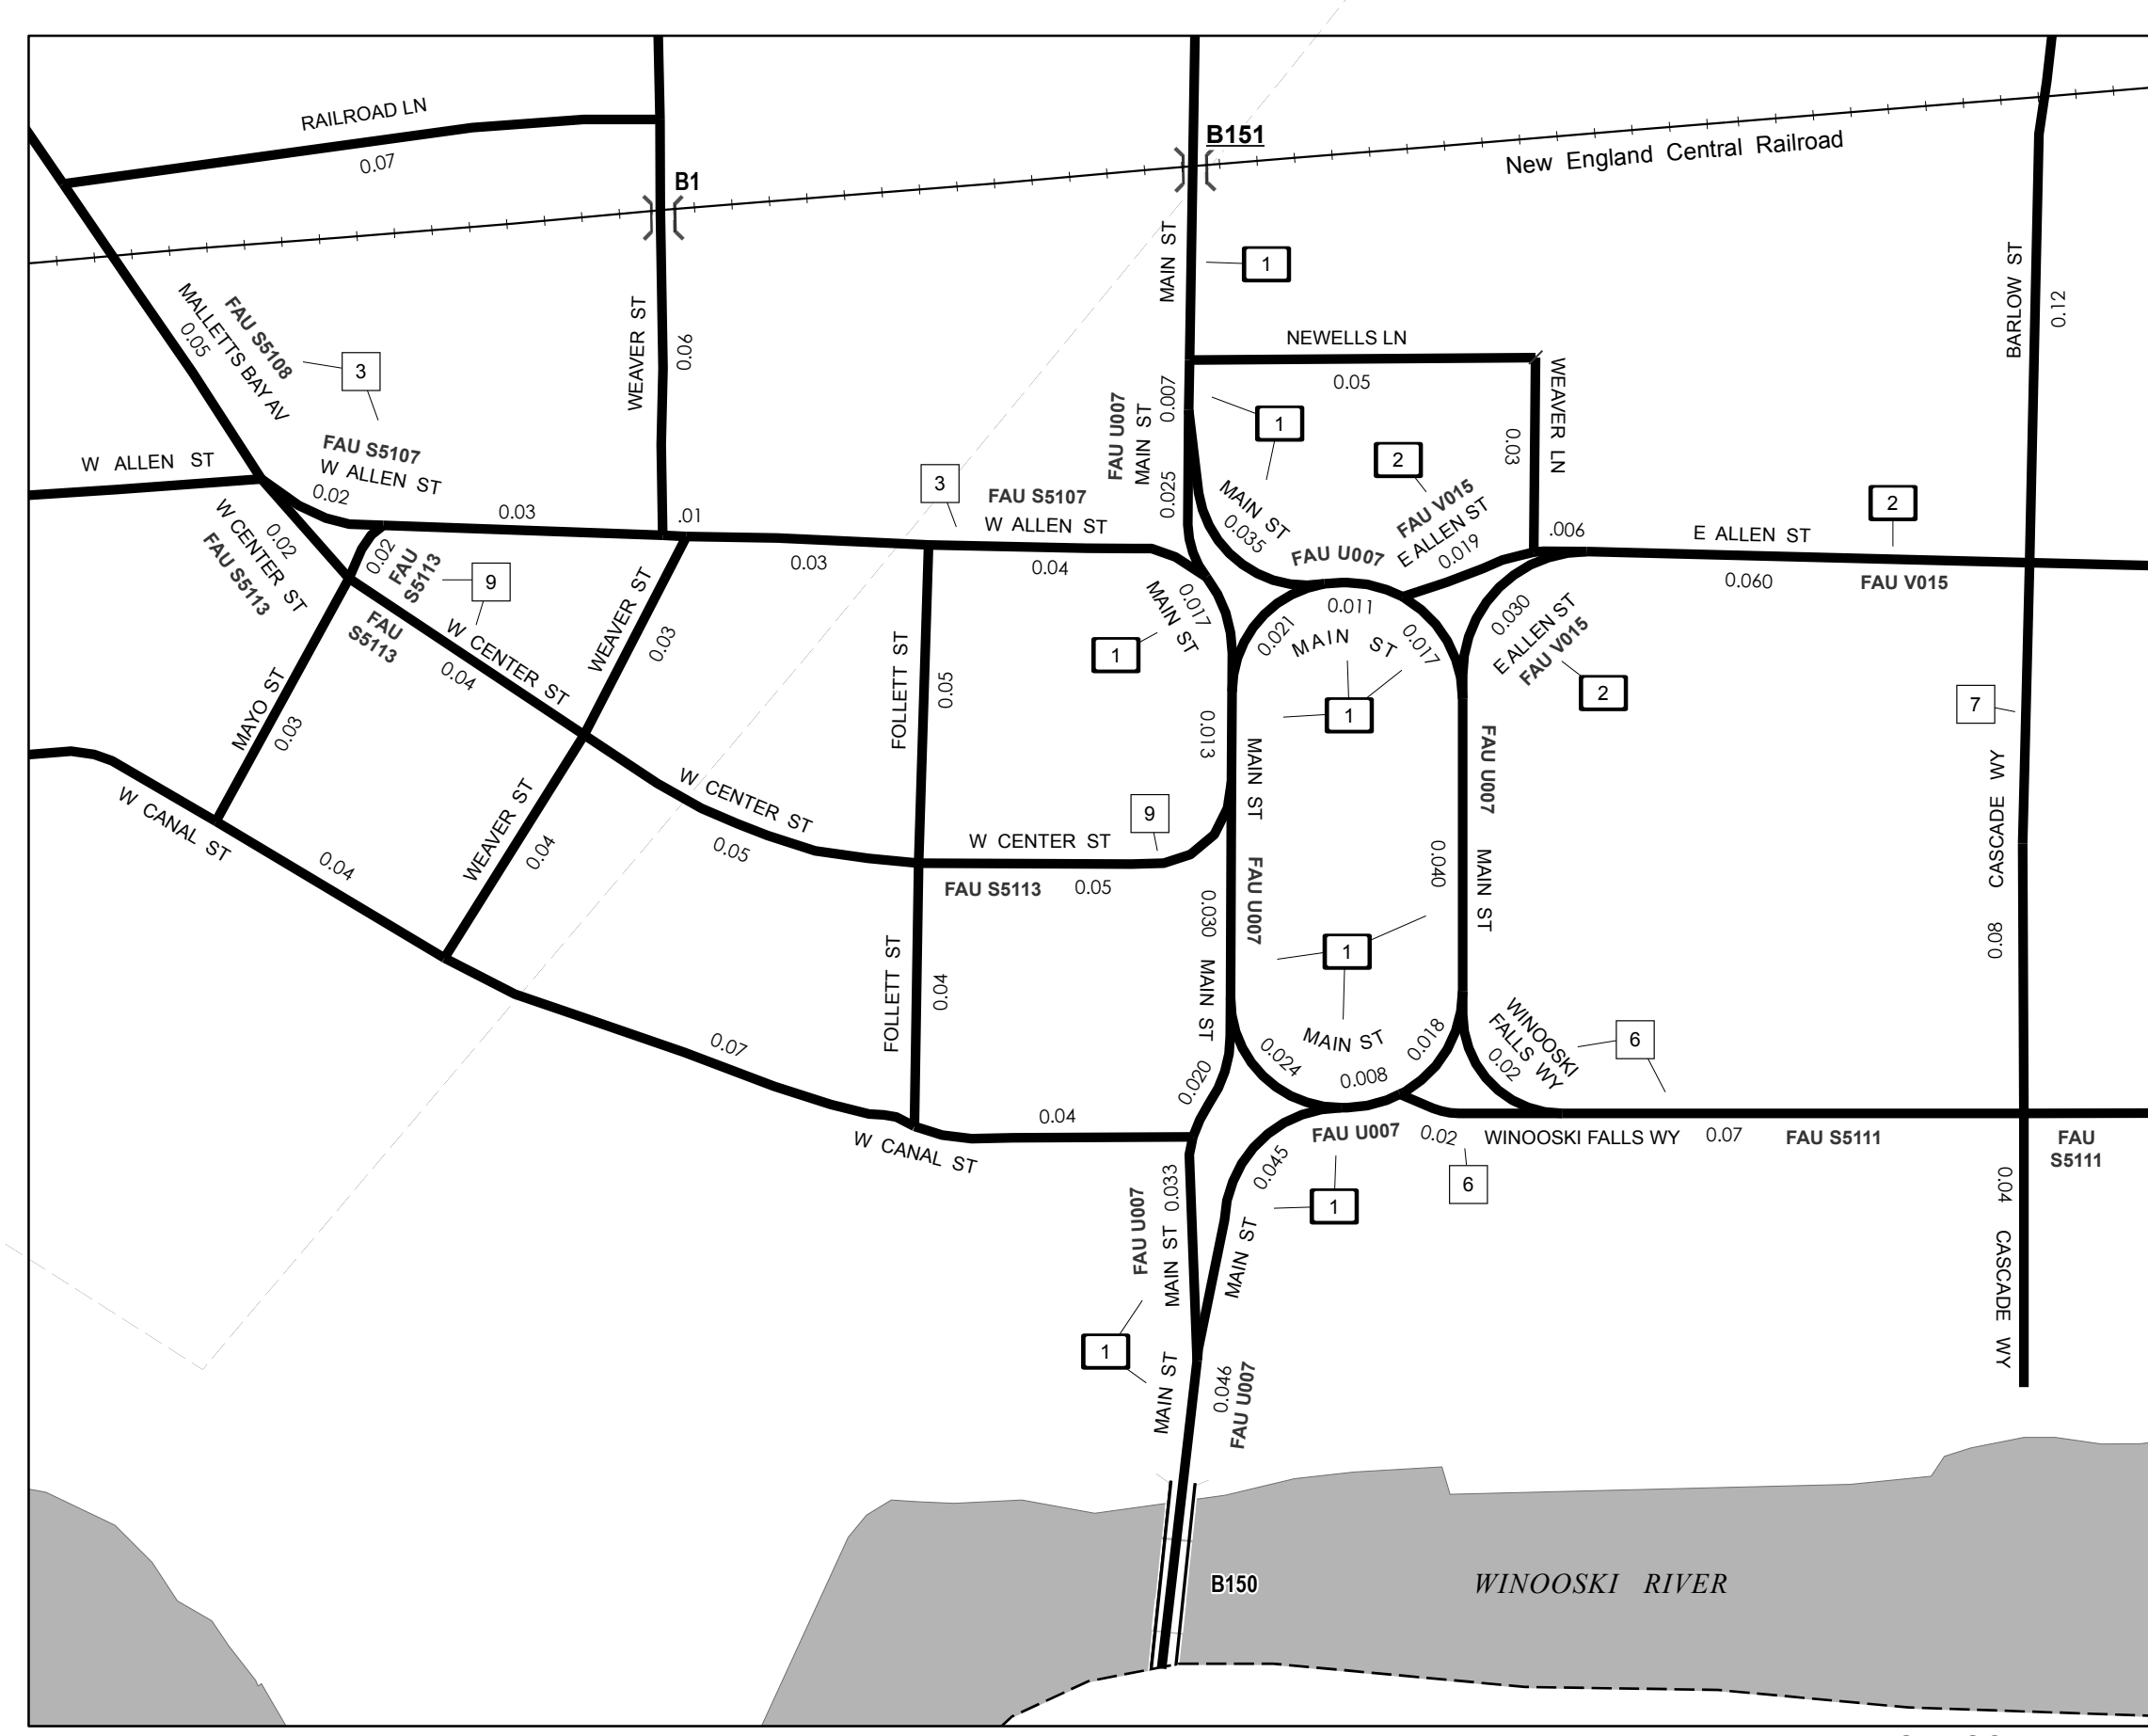 RAILROAD LN
0.07
B1
B151
New England Central Railroad
MAIN ST
1
WEAVER ST
0.06
BARLOW ST
0.12
MALLETTS BAY AV
0.05
FAU S5108
3
NEWELLS LN
0.05
0.007
FAU U007
MAIN ST
0.025
1
WEAVER LN
0.03
2
FAU V015
E ALLEN ST
0.019
W ALLEN ST
FAU S5107
W ALLEN ST
0.02
0.03
.01
3
FAU S5107
W ALLEN ST
0.03
0.04
MAIN ST
0.035
FAU U007
.006
E ALLEN ST
2
0.060
FAU V015
W CENTER ST
0.02
FAU S5113
0.02
FAU
S5113
9
FAU
S5113
W CENTER ST
0.04
WEAVER ST
0.03
FOLLETT ST
0.05
MAIN ST
0.017
1
0.011
0.021
MAIN ST
0.017
1
0.030
E ALLEN ST
FAU V015
2
7
MAYO ST
0.03
W CANAL ST
0.04
WEAVER ST
0.04
W CENTER ST
0.05
W CENTER ST
9
FAU S5113
0.05
0.013
MAIN ST
FAU U007
0.030
MAIN ST
FAU U007
0.040
MAIN ST
1
CASCADE WY
0.08
FOLLETT ST
0.04
0.07
0.04
W CANAL ST
0.020
0.024
MAIN ST
0.008
0.018
WINOOSKI
FALLS WY
0.02
6
FAU U007
0.02
WINOOSKI FALLS WY
0.07
FAU S5111
FAU
S5111
6
0.045
1
MAIN ST
FAU U007
MAIN ST
0.033
1
MAIN ST
0.046
FAU U007
0.04
CASCADE WY
B150
WINOOSKI RIVER